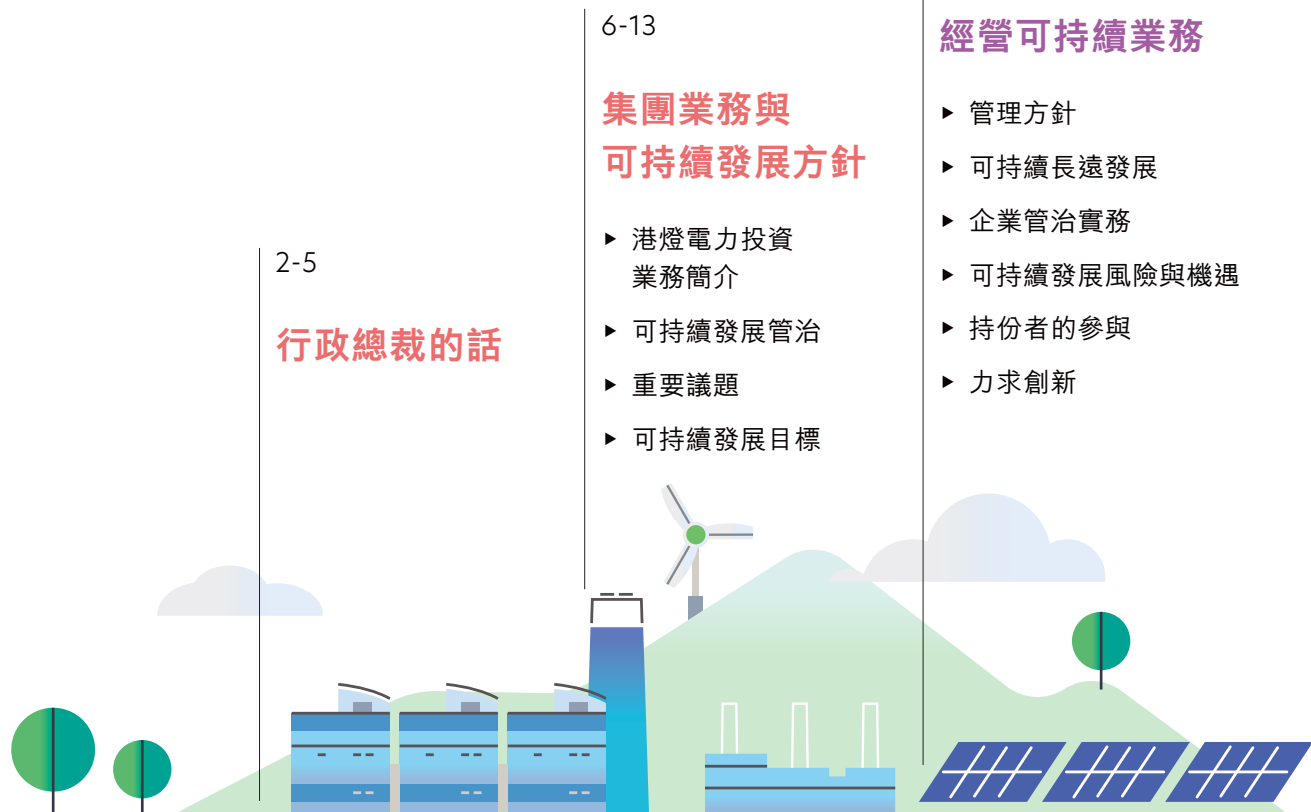 2-5
行政總裁的話
6-13
集團業務與
可持續發展方針
▶ 港燈電力投資
業務簡介
▶ 可持續發展管治
▶ 重要議題
▶ 可持續發展目標
經營可持續業務
▶ 管理方針
▶ 可持續長遠發展
▶ 企業管治實務
▶ 可持續發展風險與機遇
▶ 持份者的參與
▶ 力求創新